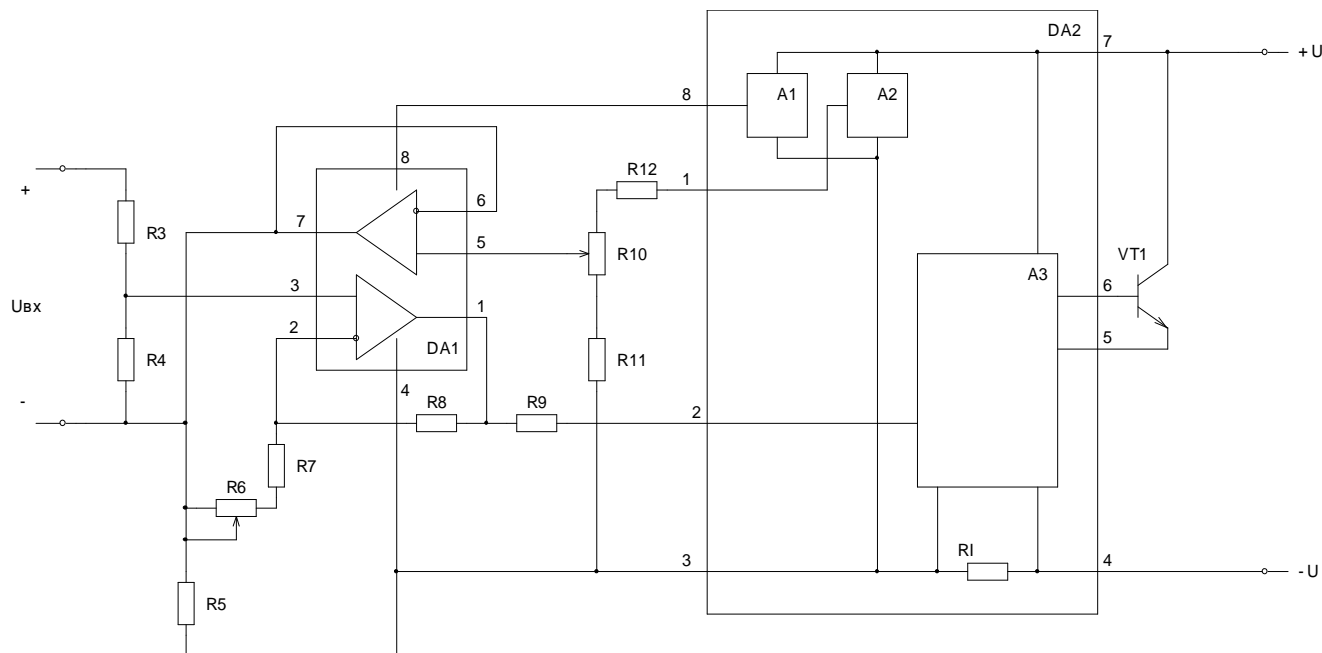 DA2
7
+U
8
A1
A2
8
R12
1
+
6
7
R3
5
R10
A3
VT1
3
6
Uвх
1
2
5
R4
DA1
R11
-
4
R8
R9
2
R7
R6
3
RI
4
-U
R5